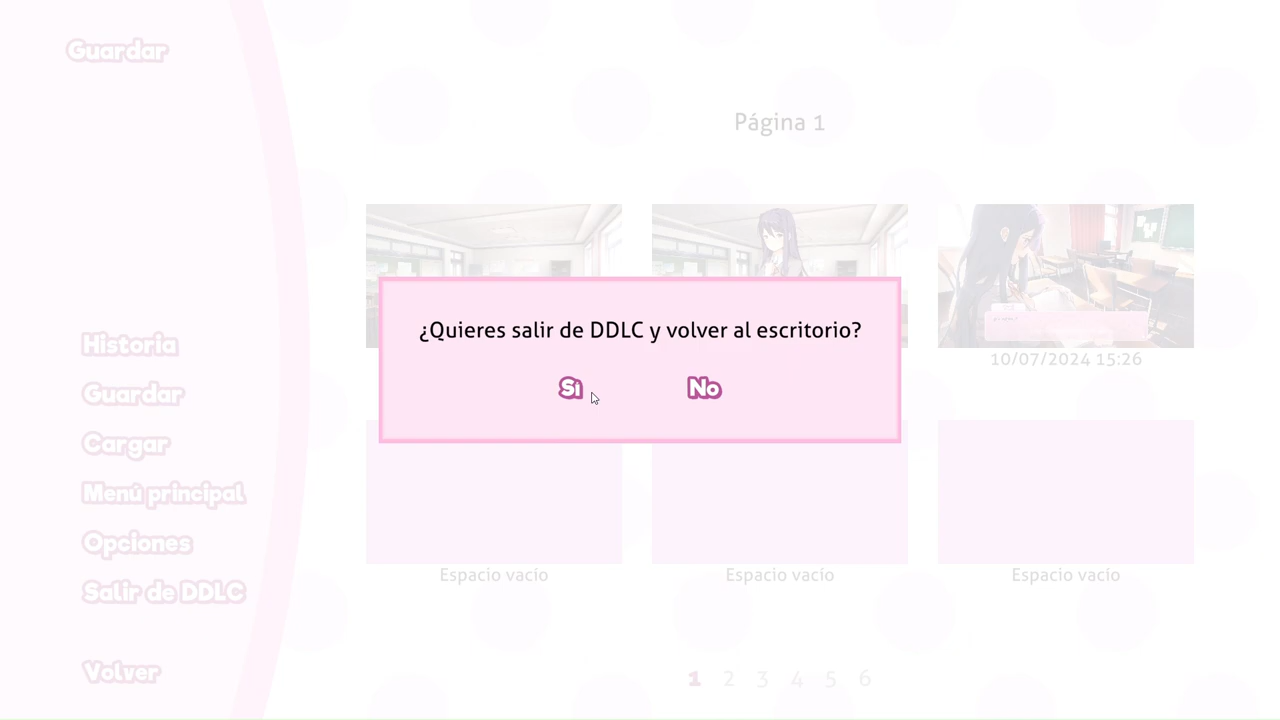 Guardar
Página 1
10/07/2024 15:26
¿Quieres salir de DDLC y volver al escritorio?
Sí
No
Historia
Guardar
Cargar
Menú principal
Opciones
Salir de DDLC
Volver
Espacio vacío
Espacio vacío
Espacio vacío
1 2 3 4 5 6